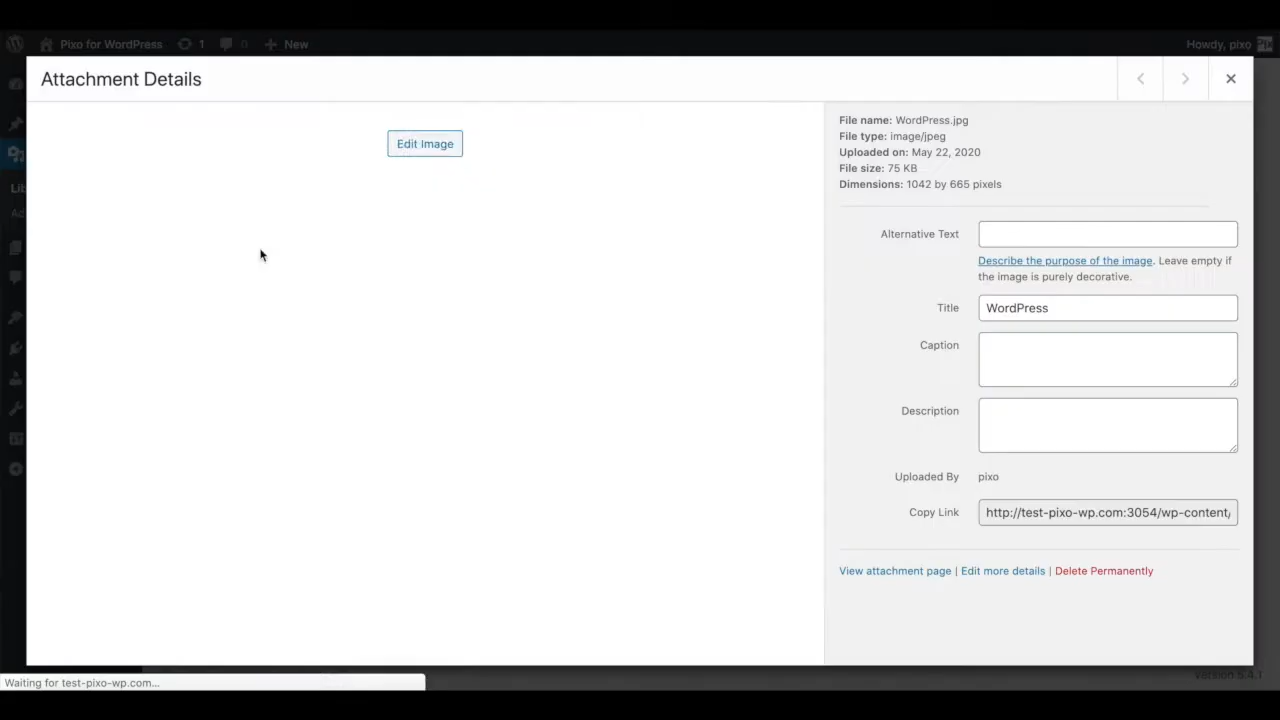 Pixo for WordPress 1 0 New Howdy, pixo
Attachment Details
Edit Image
File name: WordPress.jpg
File type: image/jpeg
Uploaded on: May 22, 2020
File size: 75 KB
Dimensions: 1042 by 665 pixels
Alternative Text
Describe the purpose of the image. Leave empty if
the image is purely decorative.
Title WordPress
Caption
Description
Uploaded By pixo
Copy Link http://test-pixo-wp.com:3054/wp-content/
View attachment page | Edit more details | Delete Permanently
Waiting for test-pixo-wp.com...
Version 5.4.1